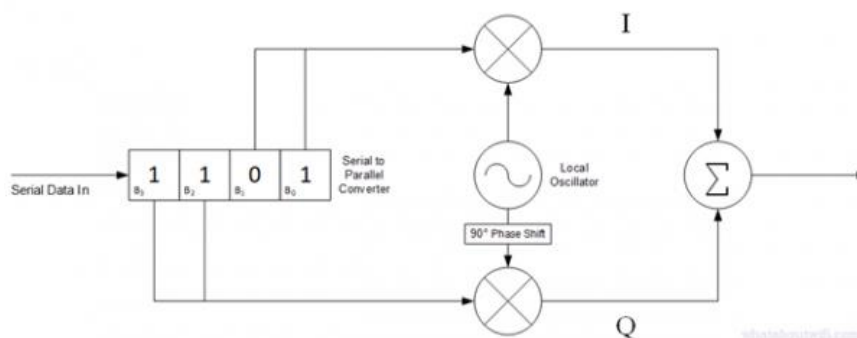 I
1 1 0 1
B3 B2 B1 B0
Serial to
Parallel
Converter
Serial Data In
Local
Oscillator
Σ
90° Phase Shift
Q